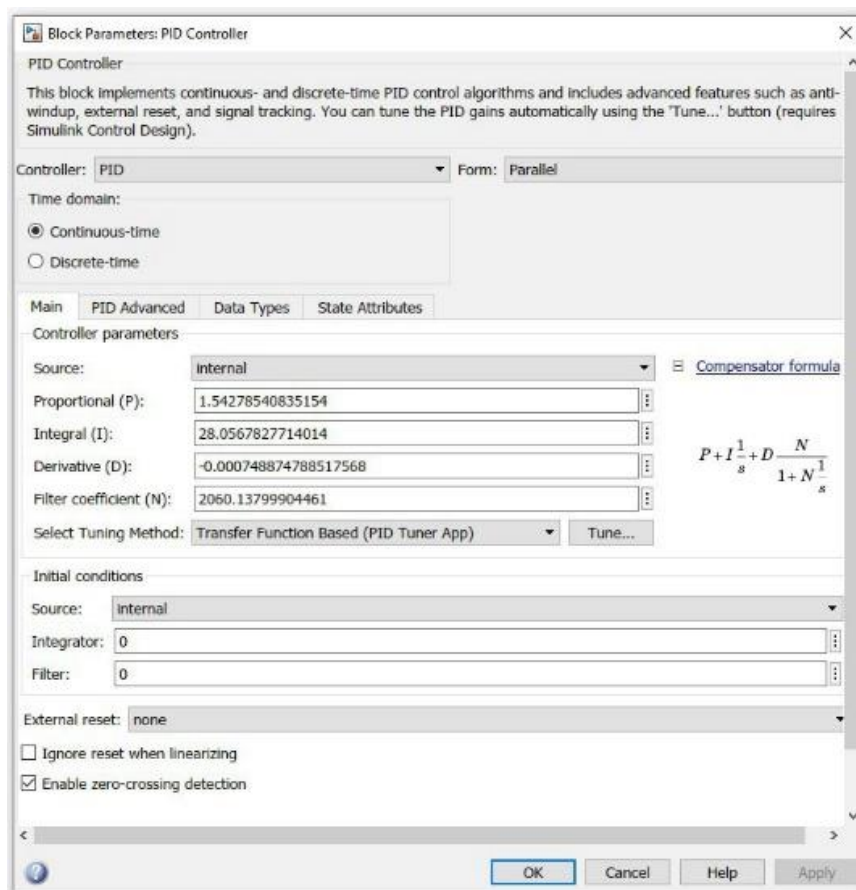 Block Parameters: PID Controller
PID Controller
This block implements continuous- and discrete-time PID control algorithms and includes advanced features such as anti-
windup, external reset, and signal tracking. You can tune the PID gains automatically using the 'Tune...' button (requires
Simulink Control Design).
Controller: PID Form: Parallel
Time domain:
Continuous-time
Discrete-time
Main PID Advanced Data Types State Attributes
Controller parameters
Source: internal Compensator formula
Proportional (P): 1.54278540835154
Integral (I): 28.0567827714014
Derivative (D): -0.000748874788517568
P+I 1/s +D N/(1+N 1/s)
Filter coefficient (N): 2060.13799904461
Select Tuning Method: Transfer Function Based (PID Tuner App) Tune...
Initial conditions
Source: internal
Integrator: 0
Filter: 0
External reset: none
Ignore reset when linearizing
Enable zero-crossing detection
OK Cancel Help Apply